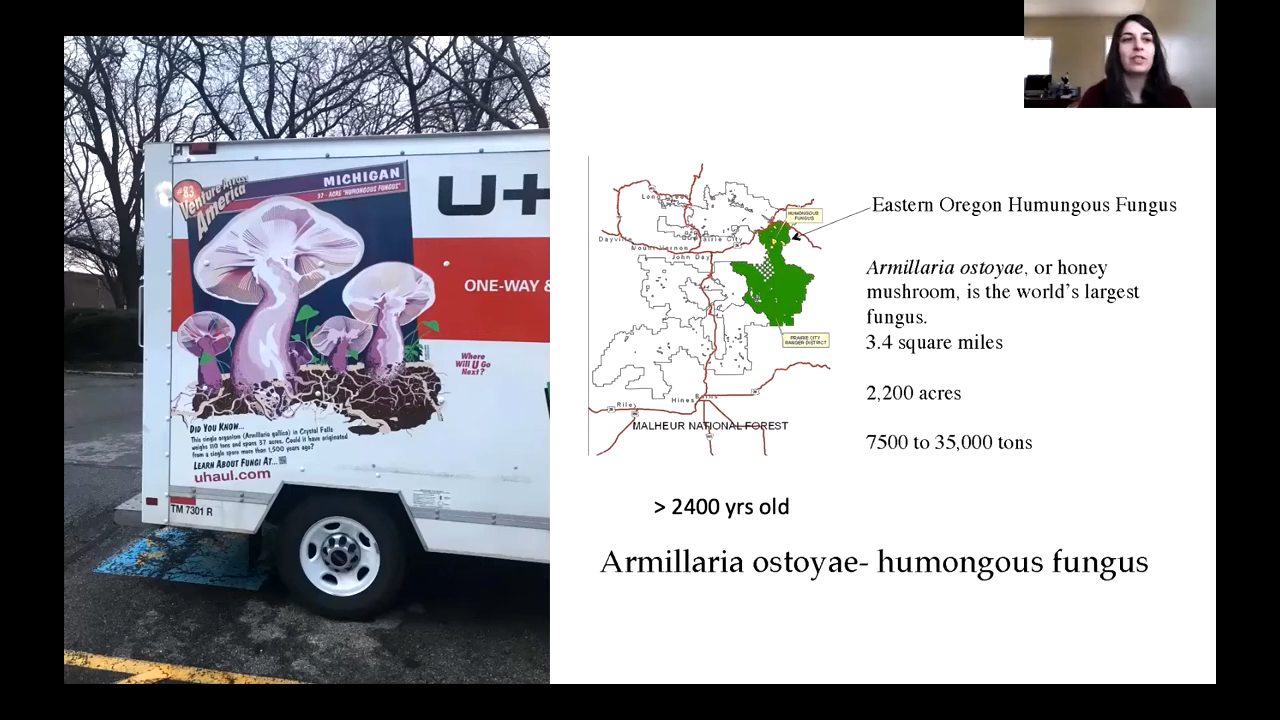 #83
Venture Across
America
MICHIGAN
37 - ACRE "HUMONGOUS FUNGUS"
U
ONE-WAY &
Where
Will U Go
Next?
DID YOU KNOW...
This single organism (Armillaria gallica) in Crystal Falls
weighs 110 tons and spans 37 acres. Could it have originated
from a single spore more than 1,500 years ago?
LEARN ABOUT FUNGI AT...
uhaul.com
TM 7301 R
HUMONGOUS
FUNGUS
Dayville
Mount Vernon
Prairie City
John Day
PRAIRIE CITY
RANGER DISTRICT
Riley
Hines
Burns
MALHEUR NATIONAL FOREST
Eastern Oregon Humungous Fungus
Armillaria ostoyae, or honey
mushroom, is the world's largest
fungus.
3.4 square miles
2,200 acres
7500 to 35,000 tons
> 2400 yrs old
Armillaria ostoyae- humongous fungus